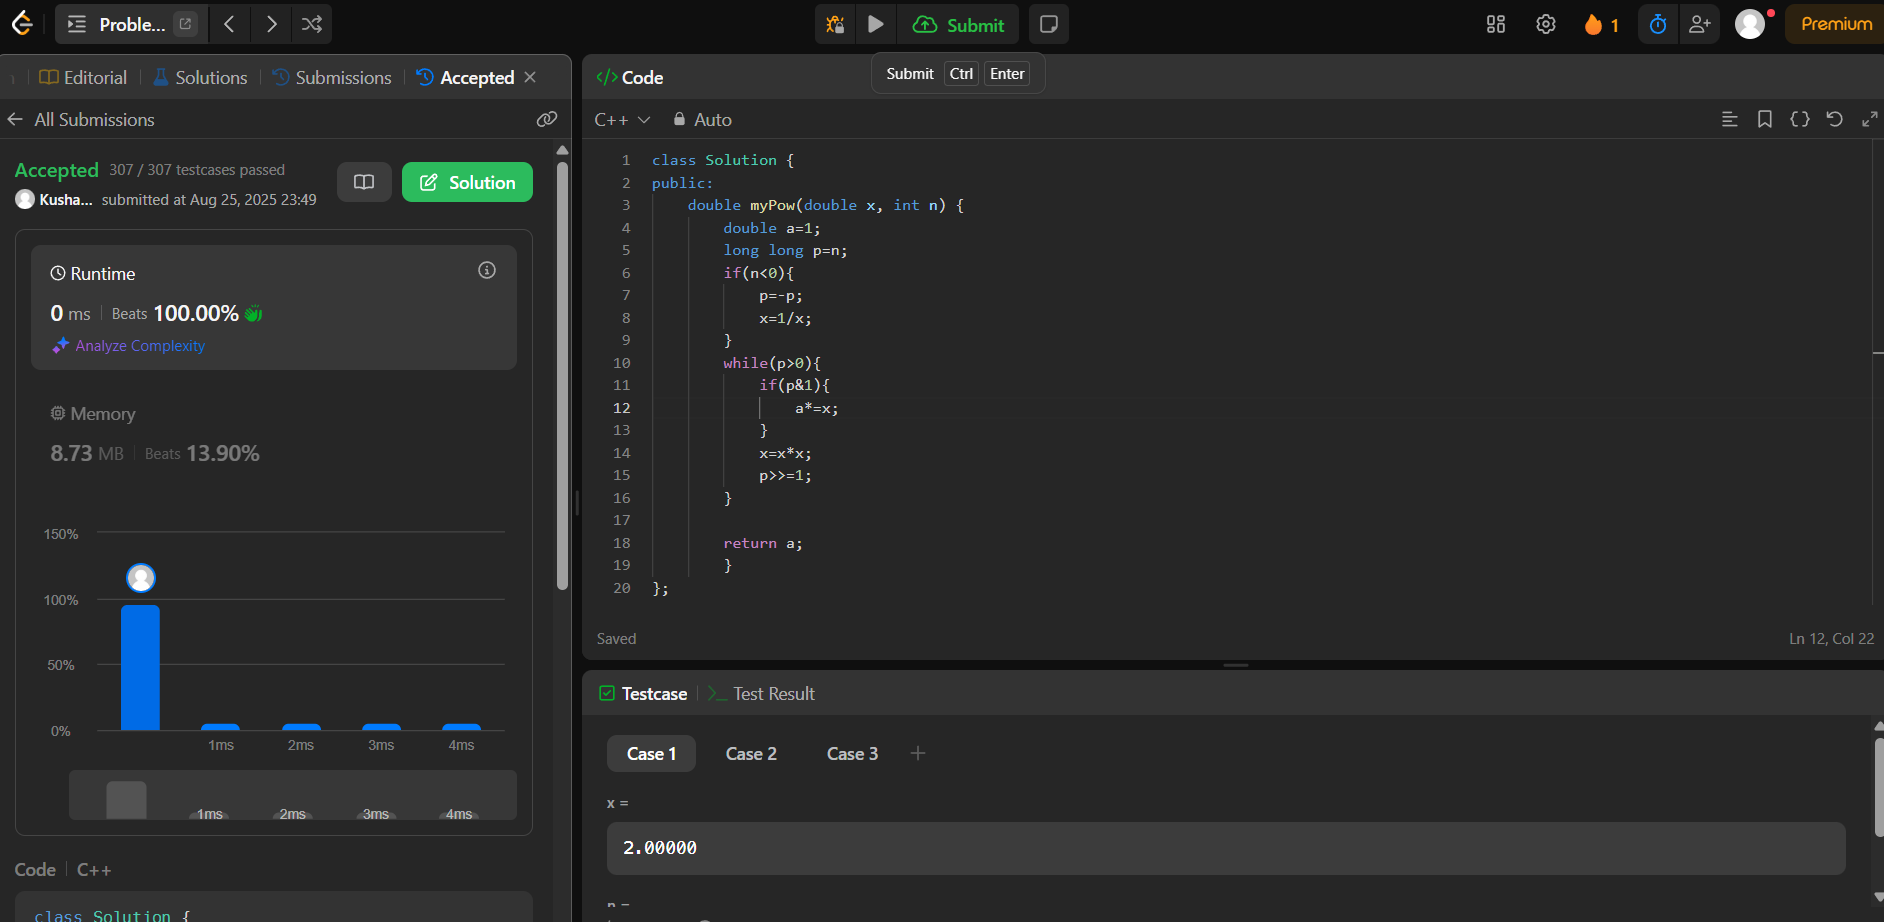 Proble...
Submit
1
Premium
Editorial
Solutions
Submissions
Accepted
All Submissions
Accepted 307 / 307 testcases passed
Kusha... submitted at Aug 25, 2025 23:49
Solution
Runtime
0 ms Beats 100.00%
Analyze Complexity
Memory
8.73 MB Beats 13.90%
150%
100%
50%
0%
1ms 2ms 3ms 4ms
1ms 2ms 3ms 4ms
Code C++
class Solution {
</> Code
Submit Ctrl Enter
C++ Auto
1 class Solution {
2 public:
3 double myPow(double x, int n) {
4 double a=1;
5 long long p=n;
6 if(n<0){
7 p=-p;
8 x=1/x;
9 }
10 while(p>0){
11 if(p&1){
12 a*=x;
13 }
14 x=x*x;
15 p>>=1;
16 }
17
18 return a;
19 }
20 };
Saved
Ln 12, Col 22
Testcase
>_ Test Result
Case 1 Case 2 Case 3 +
x =
2.00000